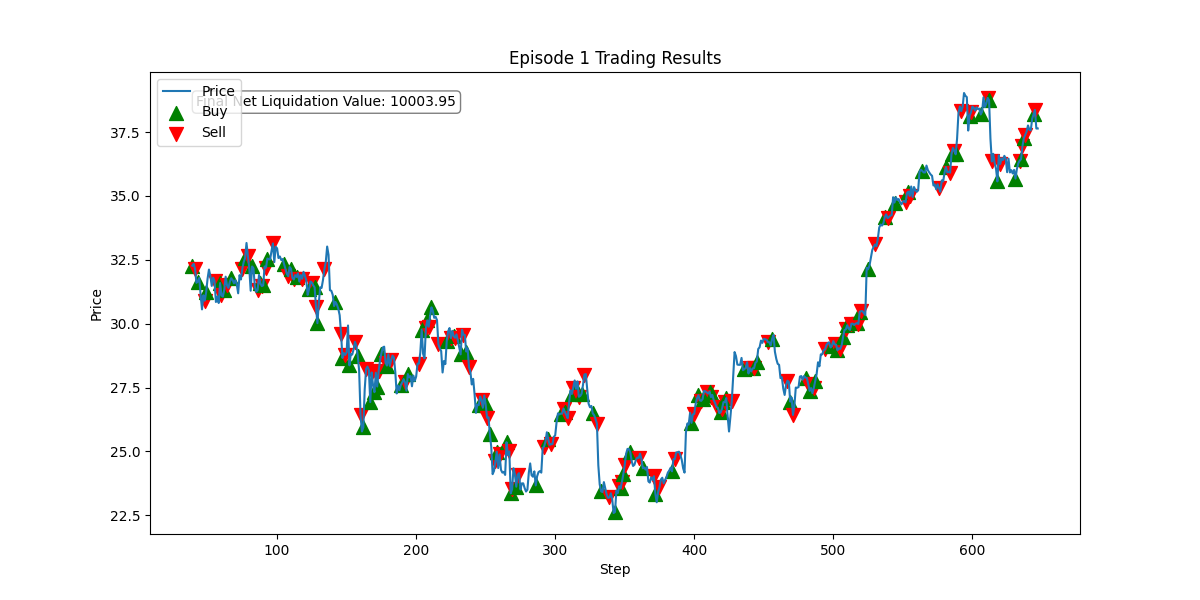 Episode 1 Trading Results
Final Net Liquidation Value: 10003.95
Price
Buy
Sell
37.5
35.0
32.5
30.0
27.5
25.0
22.5
Price
100
200
300
400
500
600
Step